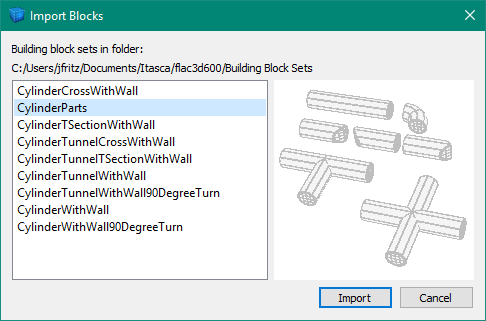 Import Blocks
Building block sets in folder:
C:/Users/jfritz/Documents/Itasca/flac3d600/Building Block Sets
CylinderCrossWithWall
CylinderParts
CylinderTSectionWithWall
CylinderTunnelCrossWithWall
CylinderTunnelTSectionWithWall
CylinderTunnelWithWall
CylinderTunnelWithWall90DegreeTurn
CylinderWithWall
CylinderWithWall90DegreeTurn
Import
Cancel